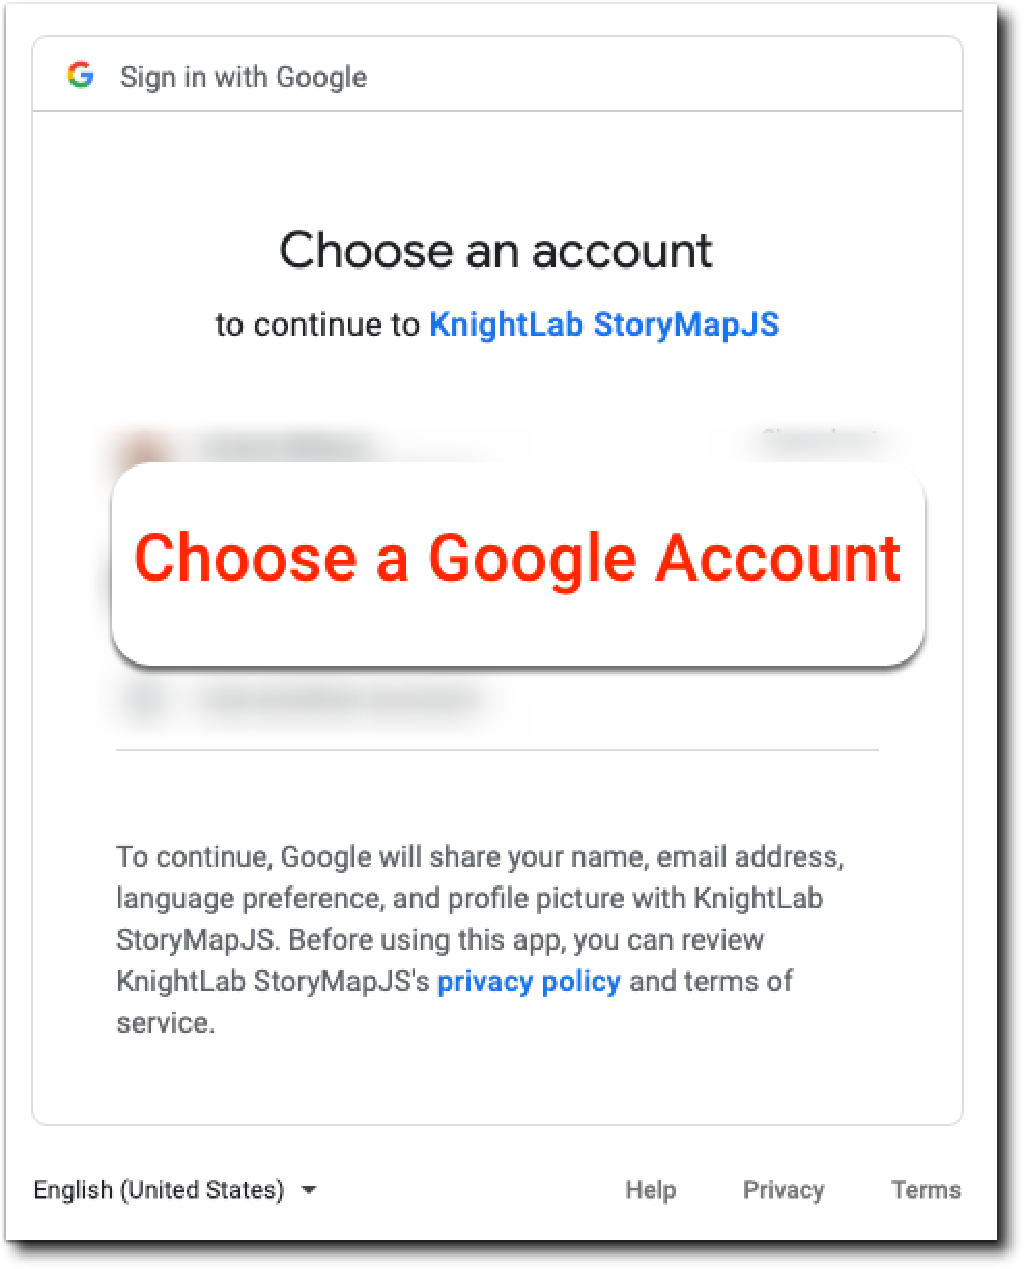 Sign in with Google
Choose an account
to continue to KnightLab StoryMapJS
Choose a Google Account
To continue, Google will share your name, email address,
language preference, and profile picture with KnightLab
StoryMapJS. Before using this app, you can review
KnightLab StoryMapJS's privacy policy and terms of
service.
English (United States) Help Privacy Terms